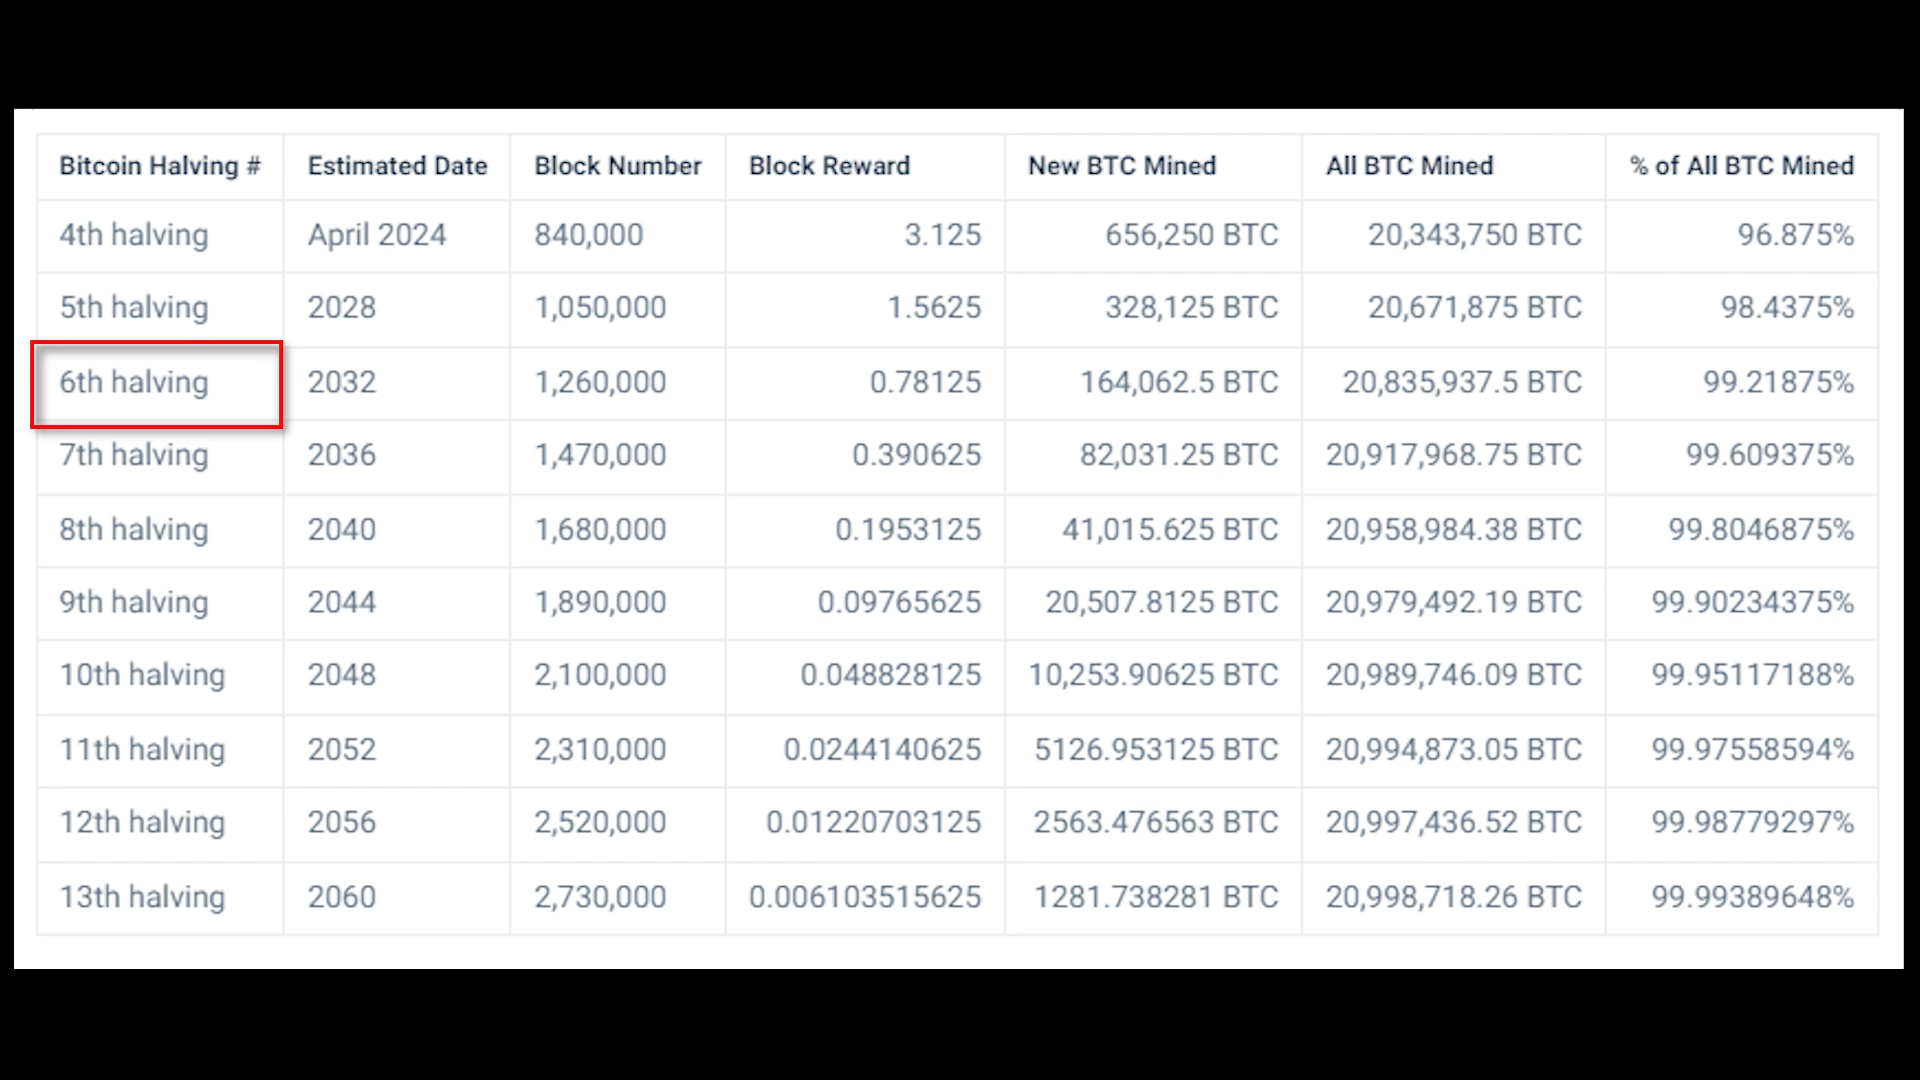 Bitcoin Halving # Estimated Date Block Number Block Reward New BTC Mined All BTC Mined % of All BTC Mined
4th halving April 2024 840,000 3.125 656,250 BTC 20,343,750 BTC 96.875%
5th halving 2028 1,050,000 1.5625 328,125 BTC 20,671,875 BTC 98.4375%
6th halving 2032 1,260,000 0.78125 164,062.5 BTC 20,835,937.5 BTC 99.21875%
7th halving 2036 1,470,000 0.390625 82,031.25 BTC 20,917,968.75 BTC 99.609375%
8th halving 2040 1,680,000 0.1953125 41,015.625 BTC 20,958,984.38 BTC 99.8046875%
9th halving 2044 1,890,000 0.09765625 20,507.8125 BTC 20,979,492.19 BTC 99.90234375%
10th halving 2048 2,100,000 0.048828125 10,253.90625 BTC 20,989,746.09 BTC 99.95117188%
11th halving 2052 2,310,000 0.0244140625 5126.953125 BTC 20,994,873.05 BTC 99.97558594%
12th halving 2056 2,520,000 0.01220703125 2563.476563 BTC 20,997,436.52 BTC 99.98779297%
13th halving 2060 2,730,000 0.006103515625 1281.738281 BTC 20,998,718.26 BTC 99.99389648%